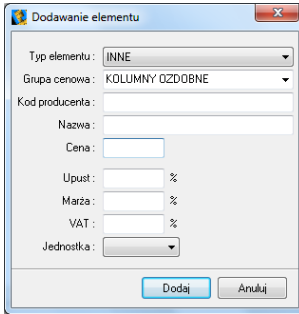 Dodawanie elementu
Typ elementu : INNE
Grupa cenowa : KOLUMNY OZDOBNE
Kod producenta :
Nazwa :
Cena :
Upust : %
Marża : %
VAT : %
Jednostka :
Dodaj Anuluj